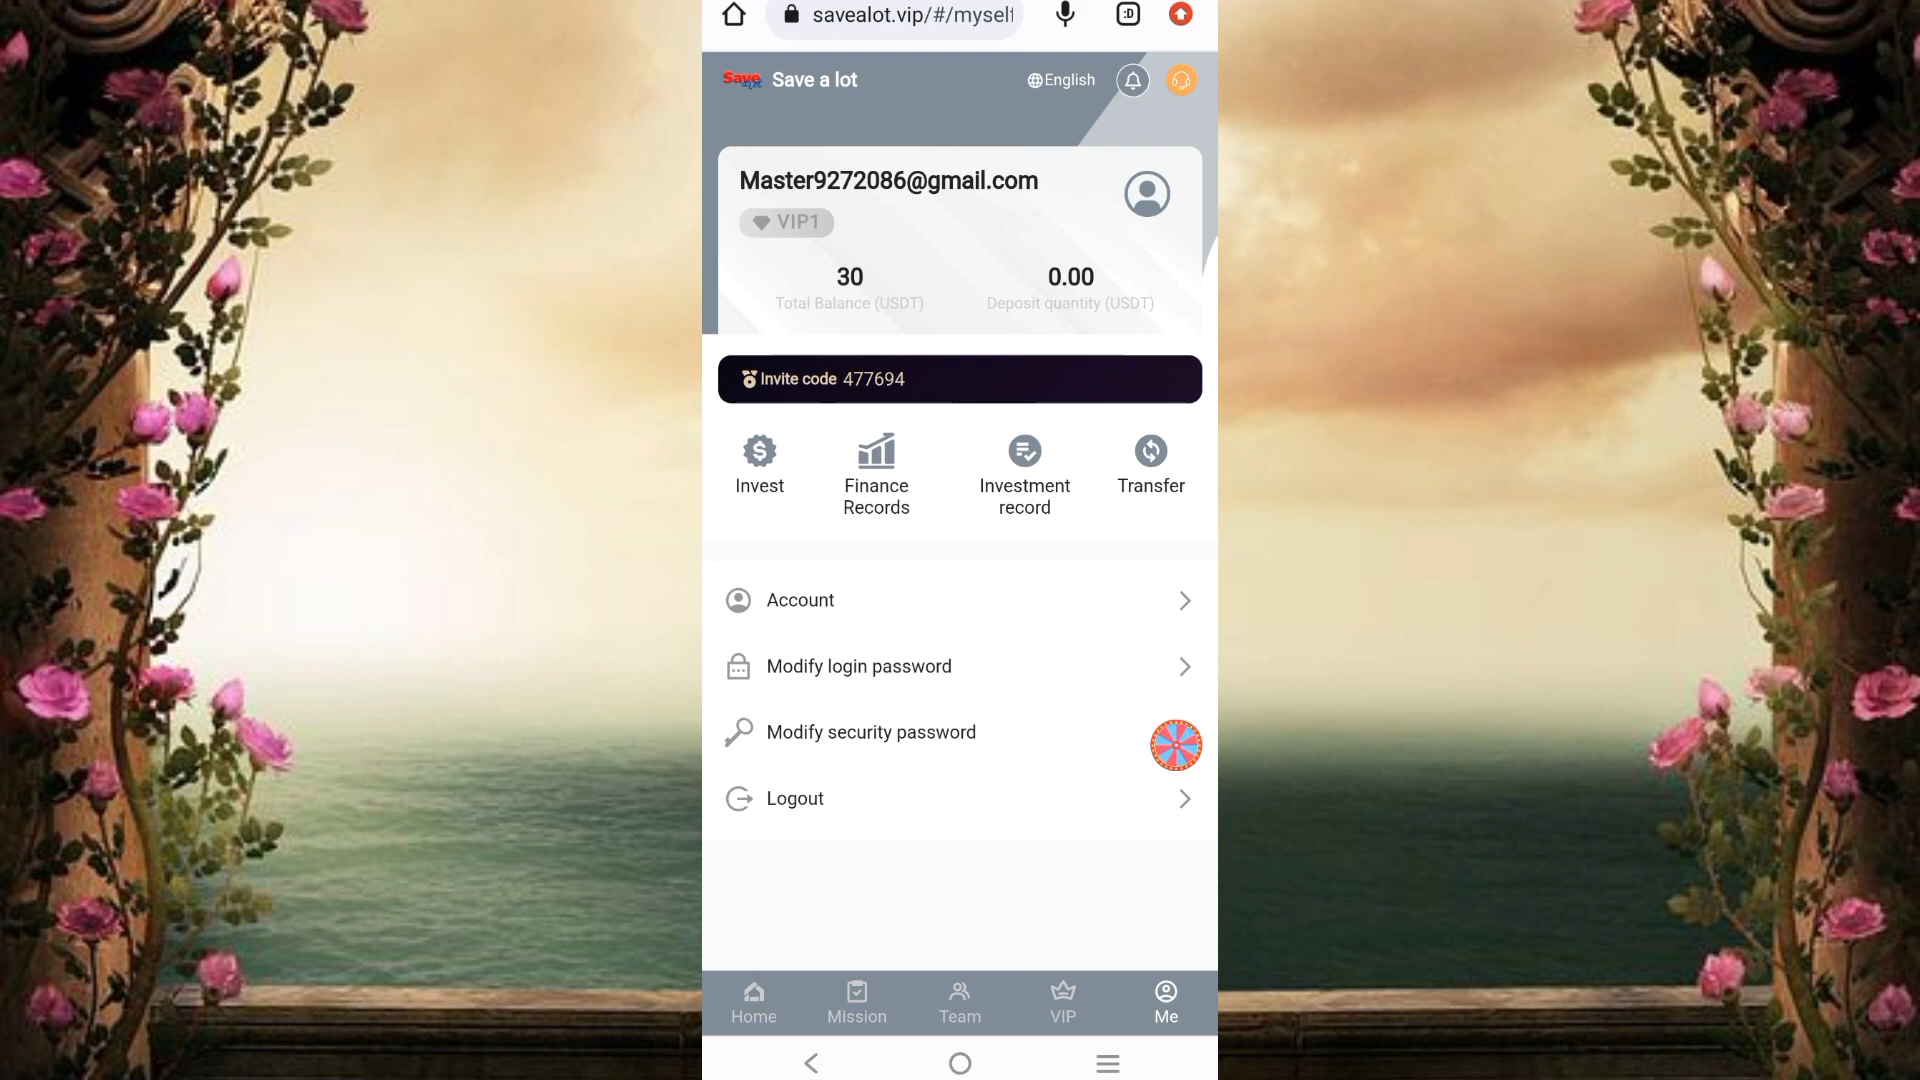 savealot.vip/#/myself
:D
Save a lot Save a lot English
Master9272086@gmail.com
VIP1
30 0.00
Total Balance (USDT) Deposit quantity (USDT)
Invite code 477694
Invest Finance Records Investment record Transfer
Account
Modify login password
Modify security password
Logout
Home Mission Team VIP Me